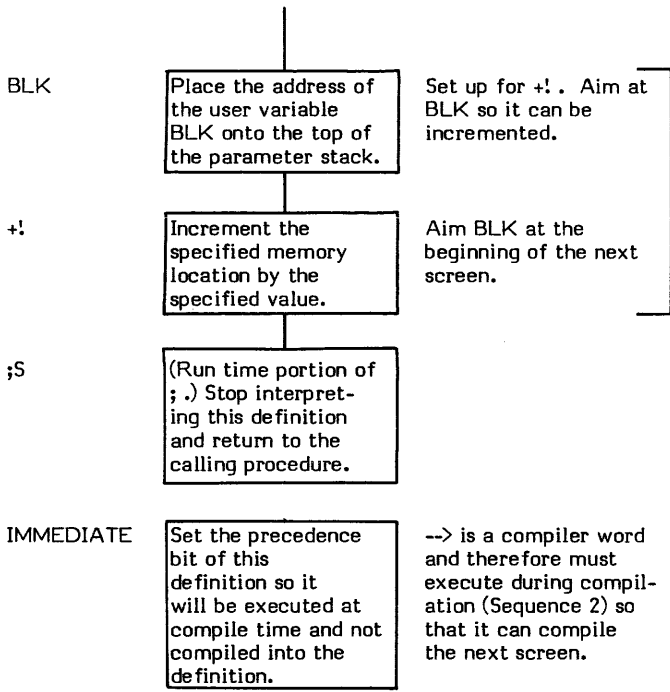 BLK
Place the address of
the user variable
BLK onto the top of
the parameter stack.
Set up for +! . Aim at
BLK so it can be
incremented.
+!
Increment the
specified memory
location by the
specified value.
Aim BLK at the
beginning of the next
screen.
;S
(Run time portion of
; .) Stop interpret-
ing this definition
and return to the
calling procedure.
IMMEDIATE
Set the precedence
bit of this
definition so it
will be executed at
compile time and not
compiled into the
definition.
--> is a compiler word
and therefore must
execute during compil-
ation (Sequence 2) so
that it can compile
the next screen.